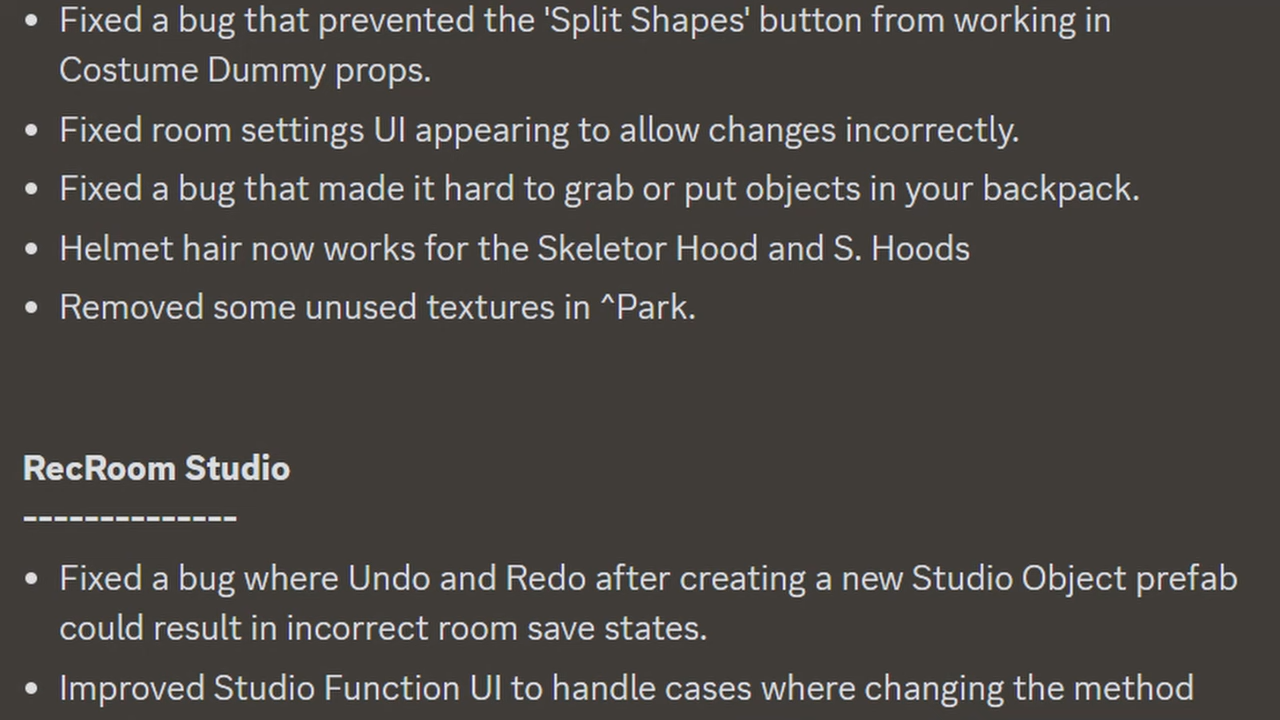 • Fixed a bug that prevented the 'Split Shapes' button from working in
Costume Dummy props.
• Fixed room settings UI appearing to allow changes incorrectly.
• Fixed a bug that made it hard to grab or put objects in your backpack.
• Helmet hair now works for the Skeletor Hood and S. Hoods
• Removed some unused textures in ^Park.
RecRoom Studio
--------------
• Fixed a bug where Undo and Redo after creating a new Studio Object prefab
could result in incorrect room save states.
• Improved Studio Function UI to handle cases where changing the method